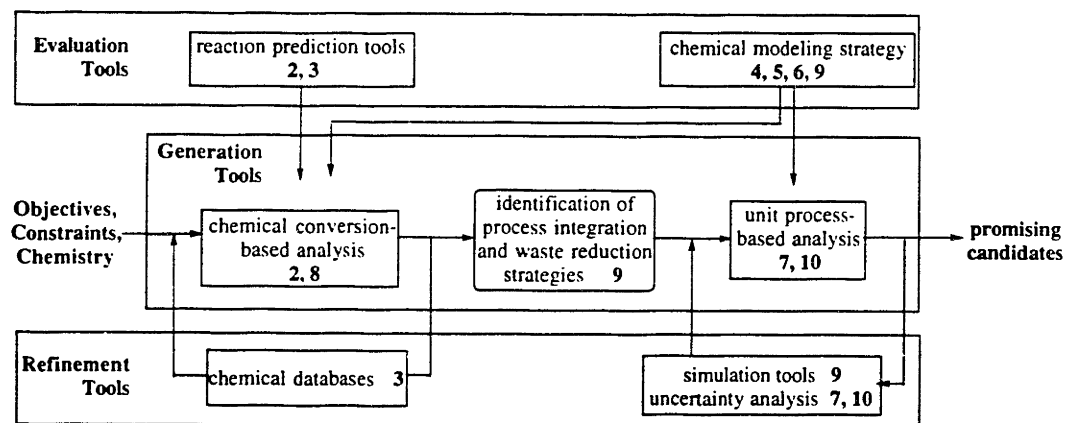 Evaluation
Tools
reaction prediction tools
2, 3
chemical modeling strategy
4, 5, 6, 9
Generation
Tools
Objectives,
Constraints,
Chemistry
chemical conversion-
based analysis
2, 8
identification of
process integration
and waste reduction
strategies 9
unit process-
based analysis
7, 10
promising
candidates
Refinement
Tools
chemical databases 3
simulation tools 9
uncertainty analysis 7, 10